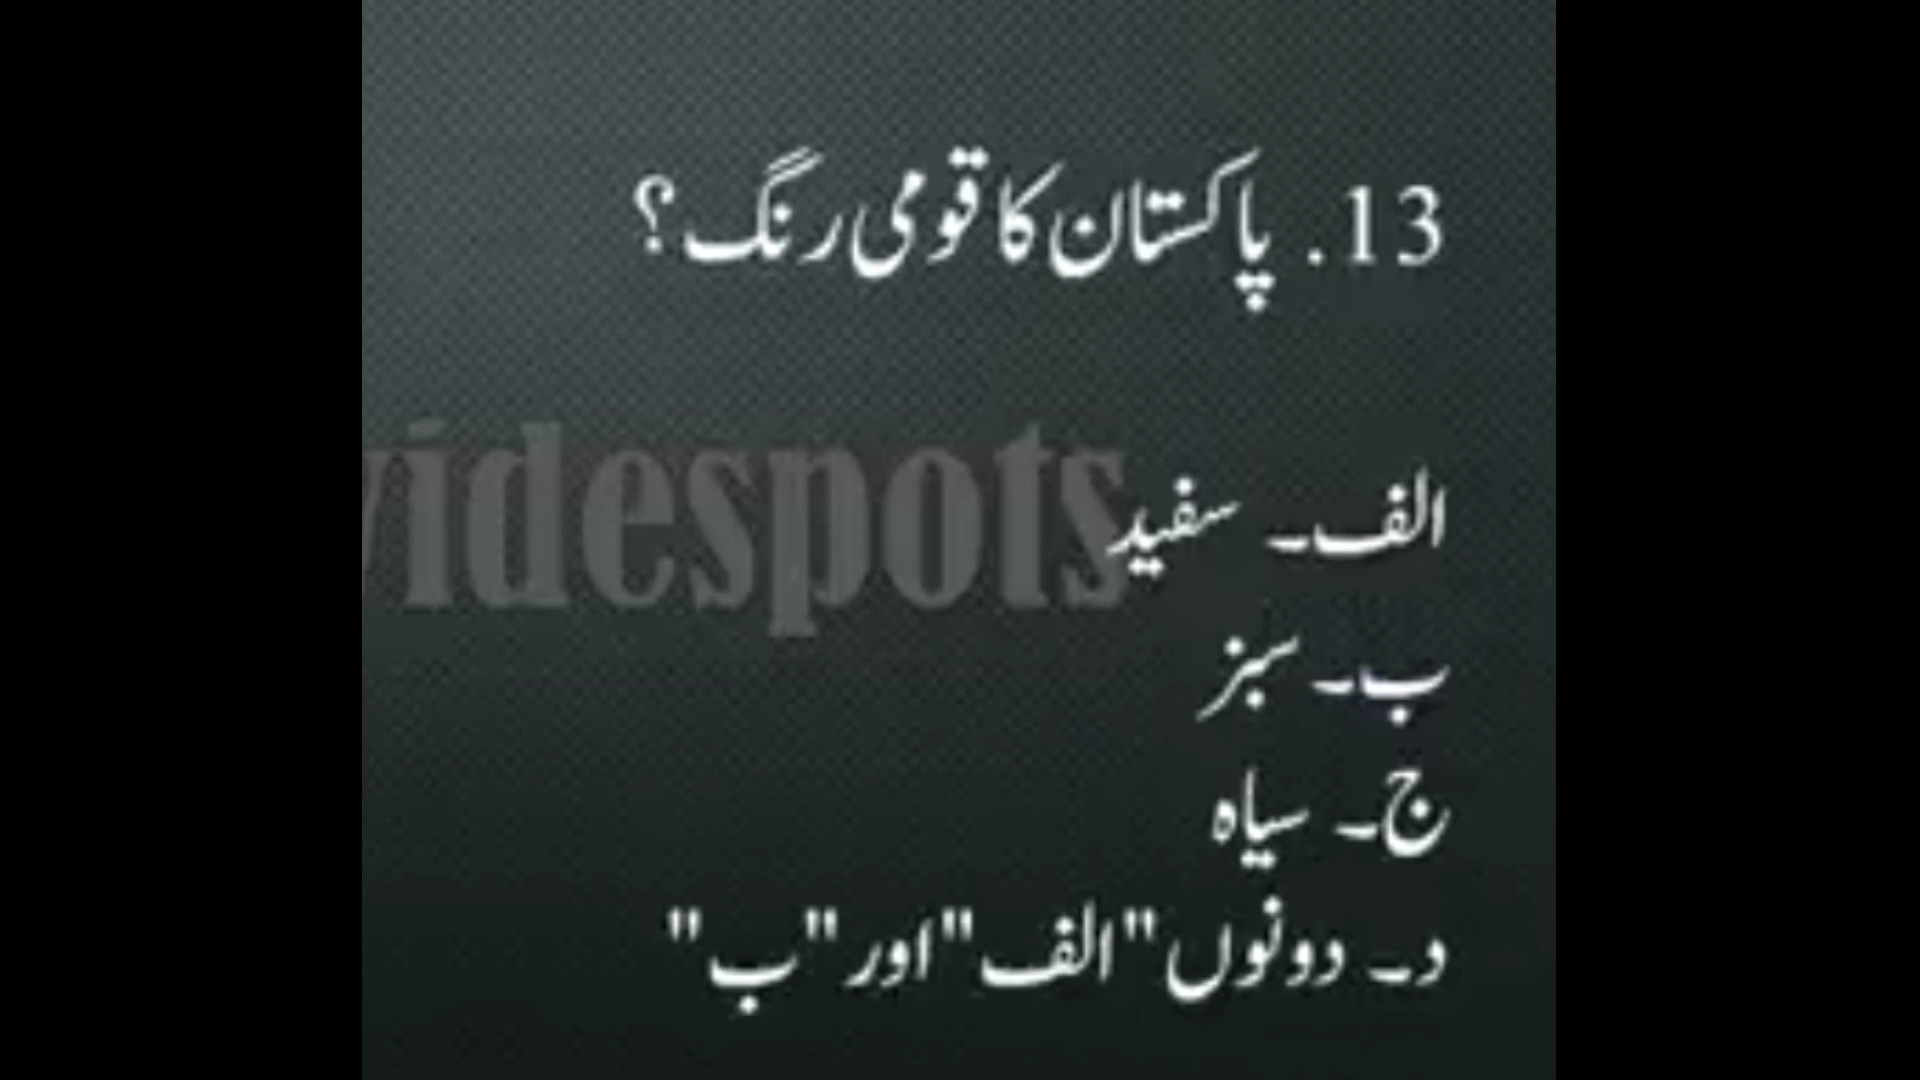 13. پاکستان کا قومی رنگ؟
videspots
الف۔ سفید
ب۔ سبز
ج۔ سیاہ
د۔ دونوں "الف" اور "ب"